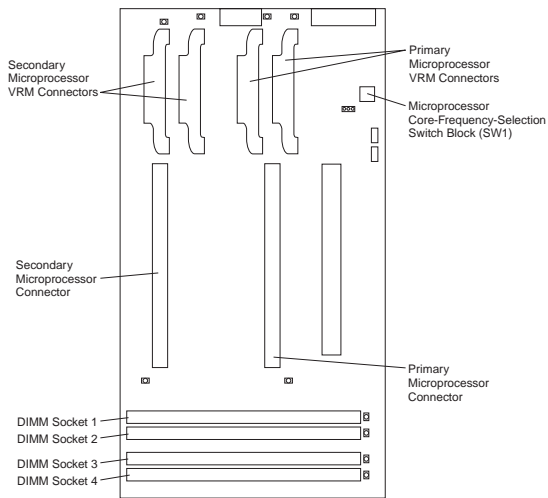 Secondary
Microprocessor
VRM Connectors
Primary
Microprocessor
VRM Connectors
Microprocessor
Core-Frequency-Selection
Switch Block (SW1)
Secondary
Microprocessor
Connector
Primary
Microprocessor
Connector
DIMM Socket 1
DIMM Socket 2
DIMM Socket 3
DIMM Socket 4